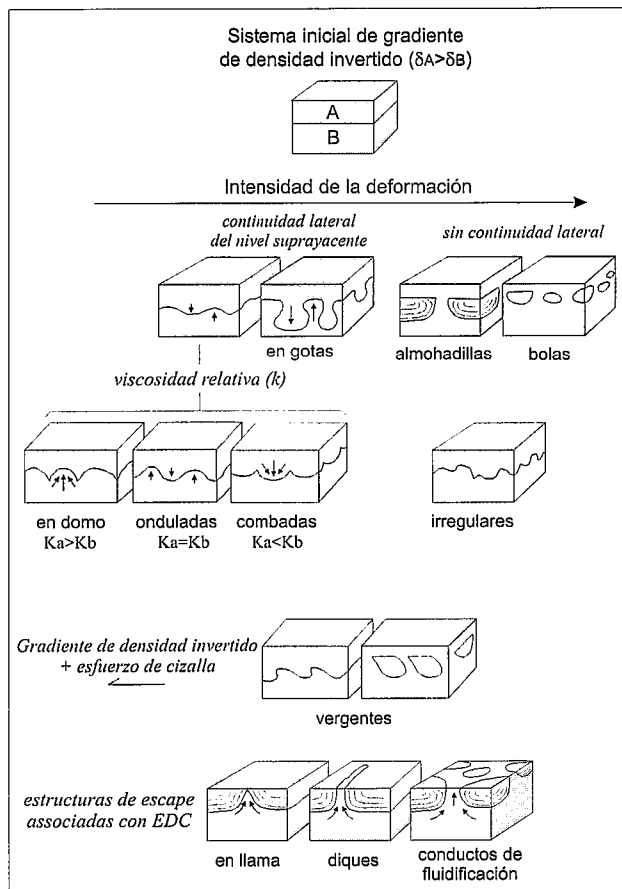 Sistema inicial de gradiente
de densidad invertido (δA>δB)
A
B
Intensidad de la deformación
continuidad lateral
del nivel suprayacente
sin continuidad lateral
en gotas
almohadillas
bolas
viscosidad relativa (k)
en domo
Ka>Kb
onduladas
Ka=Kb
combadas
Ka<Kb
irregulares
Gradiente de densidad invertido
+ esfuerzo de cizalla
vergentes
estructuras de escape
associadas con EDC
en llama
diques
conductos de
fluidificación